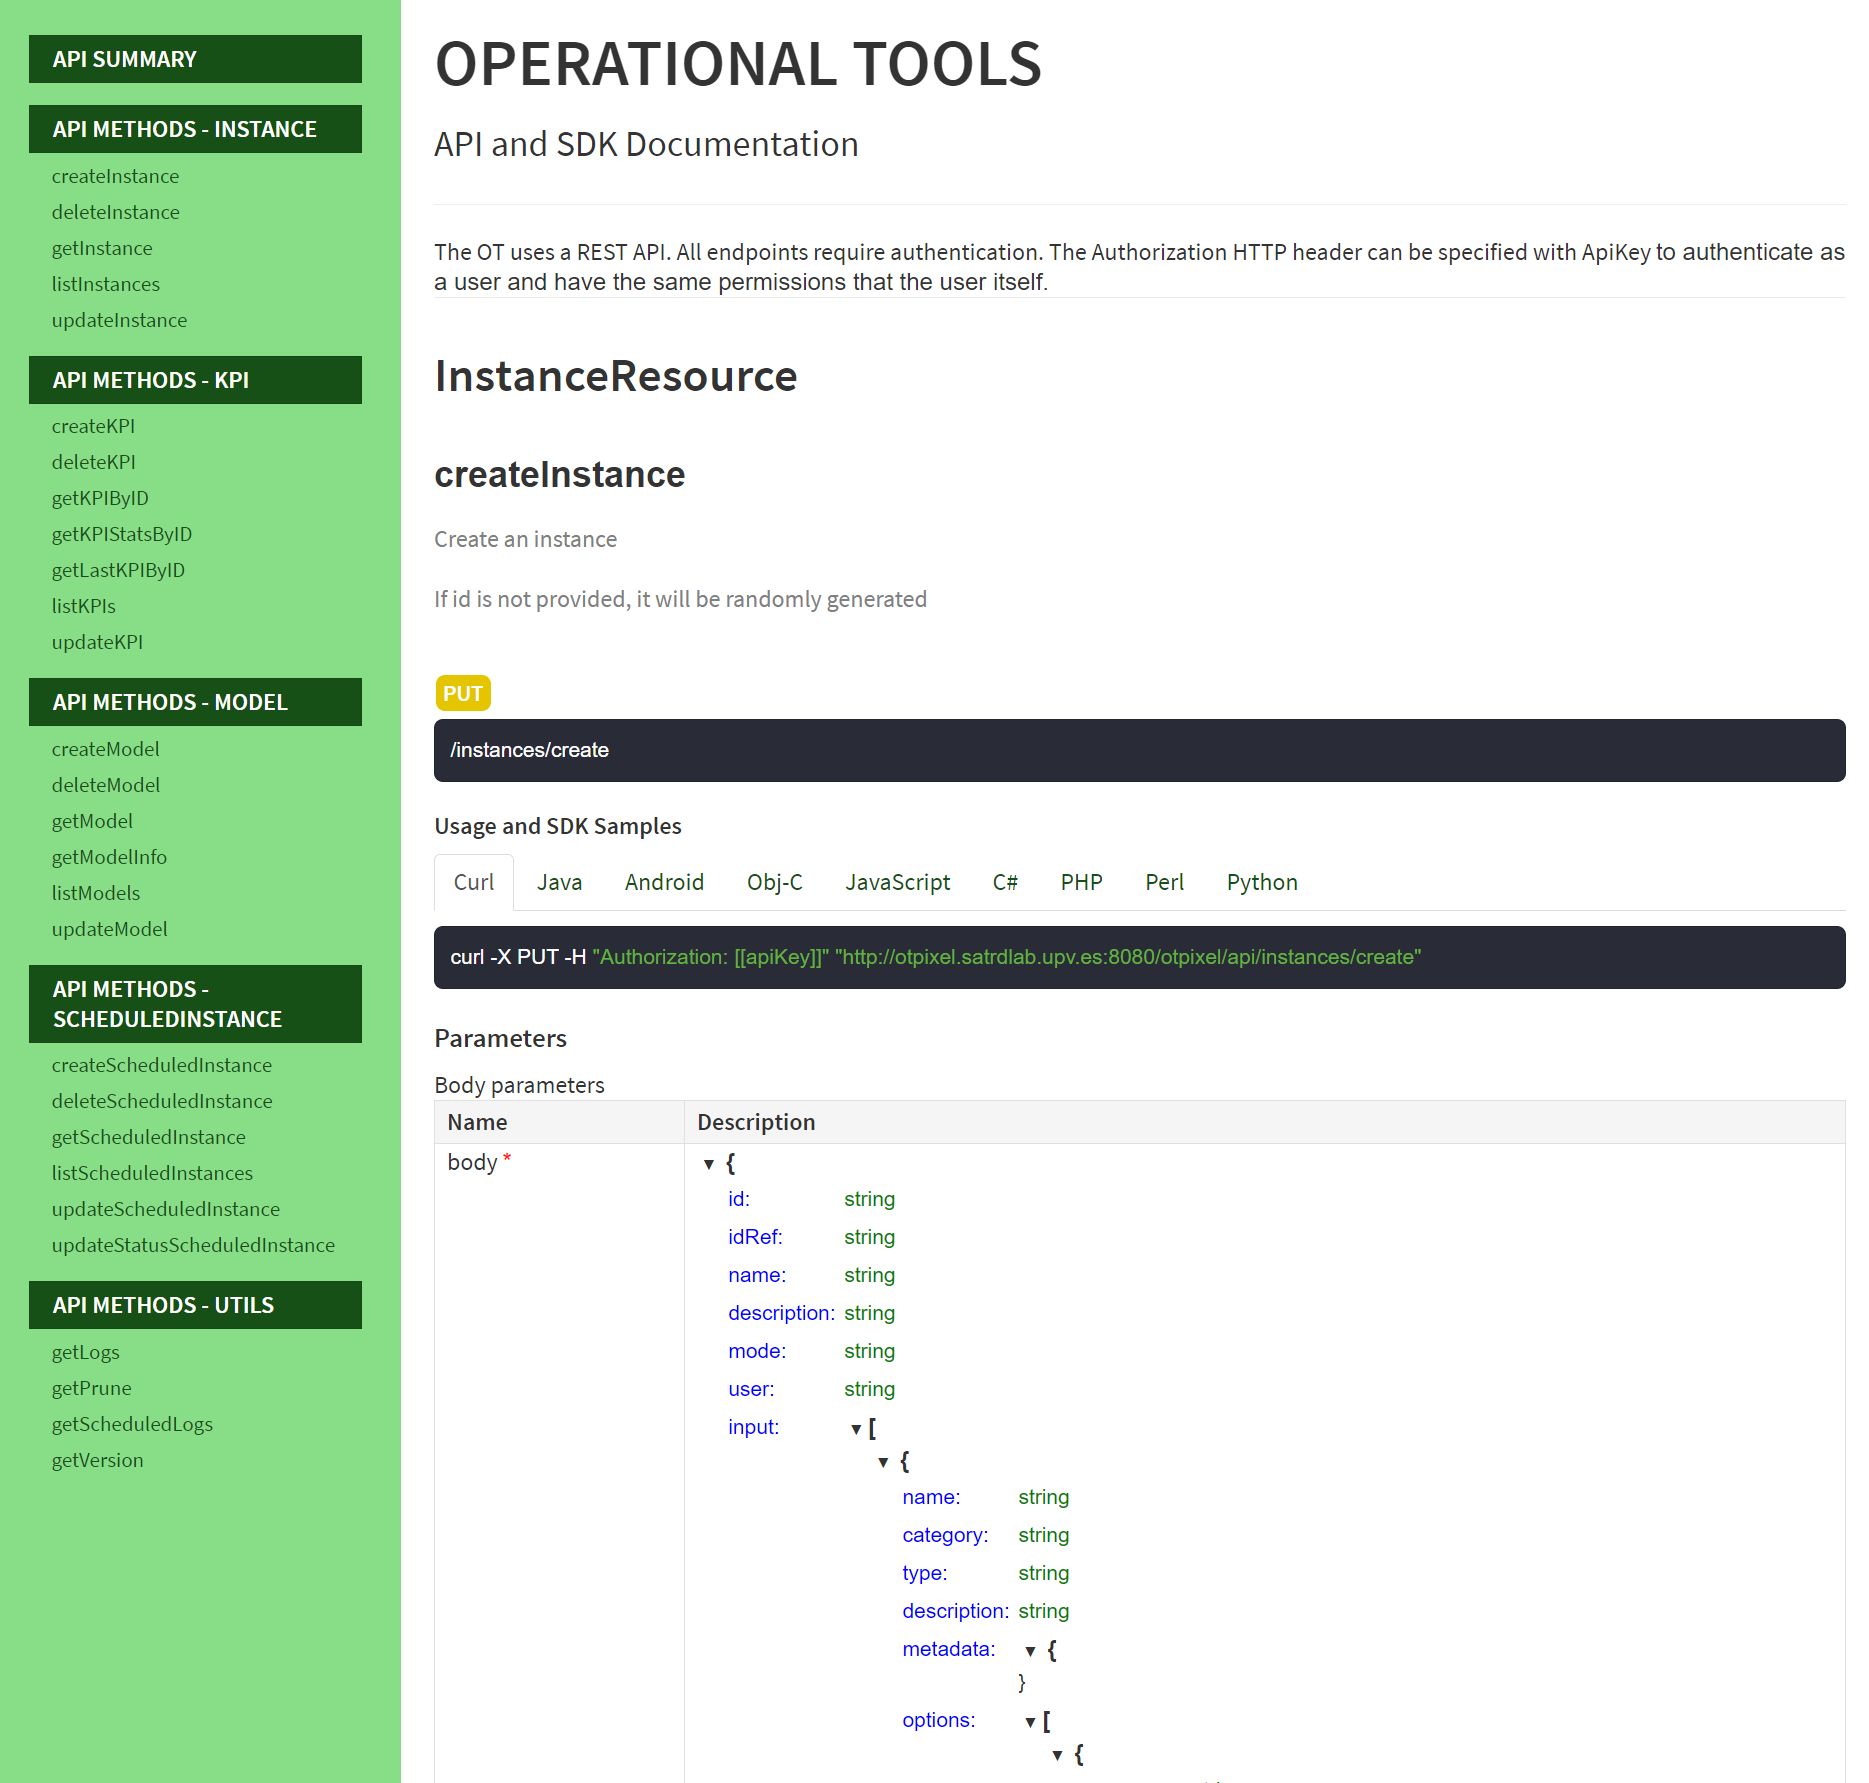 API SUMMARY
API METHODS - INSTANCE
createInstance
deleteInstance
getInstance
listInstances
updateInstance
API METHODS - KPI
createKPI
deleteKPI
getKPIByID
getKPIStatsByID
getLastKPIByID
listKPIs
updateKPI
API METHODS - MODEL
createModel
deleteModel
getModel
getModelInfo
listModels
updateModel
API METHODS -
SCHEDULEDINSTANCE
createScheduledInstance
deleteScheduledInstance
getScheduledInstance
listScheduledInstances
updateScheduledInstance
updateStatusScheduledInstance
API METHODS - UTILS
getLogs
getPrune
getScheduledLogs
getVersion
OPERATIONAL TOOLS
API and SDK Documentation
The OT uses a REST API. All endpoints require authentication. The Authorization HTTP header can be specified with ApiKey to authenticate as
a user and have the same permissions that the user itself.
InstanceResource
createInstance
Create an instance
If id is not provided, it will be randomly generated
PUT
/instances/create
Usage and SDK Samples
Curl Java Android Obj-C JavaScript C# PHP Perl Python
curl -X PUT -H "Authorization: [[apiKey]]" "http://otpixel.satrdlab.upv.es:8080/otpixel/api/instances/create"
Parameters
Body parameters
Name Description
body * ▼ {
id: string
idRef: string
name: string
description: string
mode: string
user: string
input: ▼ [
▼ {
name: string
category: string
type: string
description: string
metadata: ▼ {
}
options: ▼ [
▼ {